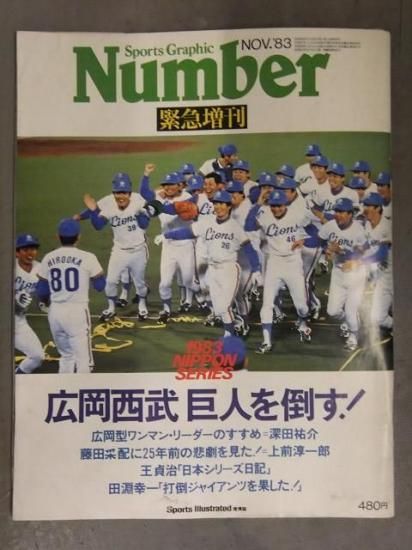 Sports Graphic
NOV.'83
Number
緊急増刊
Lions
38
Lions
26
Lions
46
HIROOKA
80
1983
NIPPON
SERIES
広岡西武 巨人を倒す!
広岡型ワンマン・リーダーのすすめ=深田祐介
藤田采配に25年前の悲劇を見た!=上前淳一郎
王貞治「日本シリーズ日記」
田淵幸一「打倒ジャイアンツを果した!」
Sports Illustrated
480円